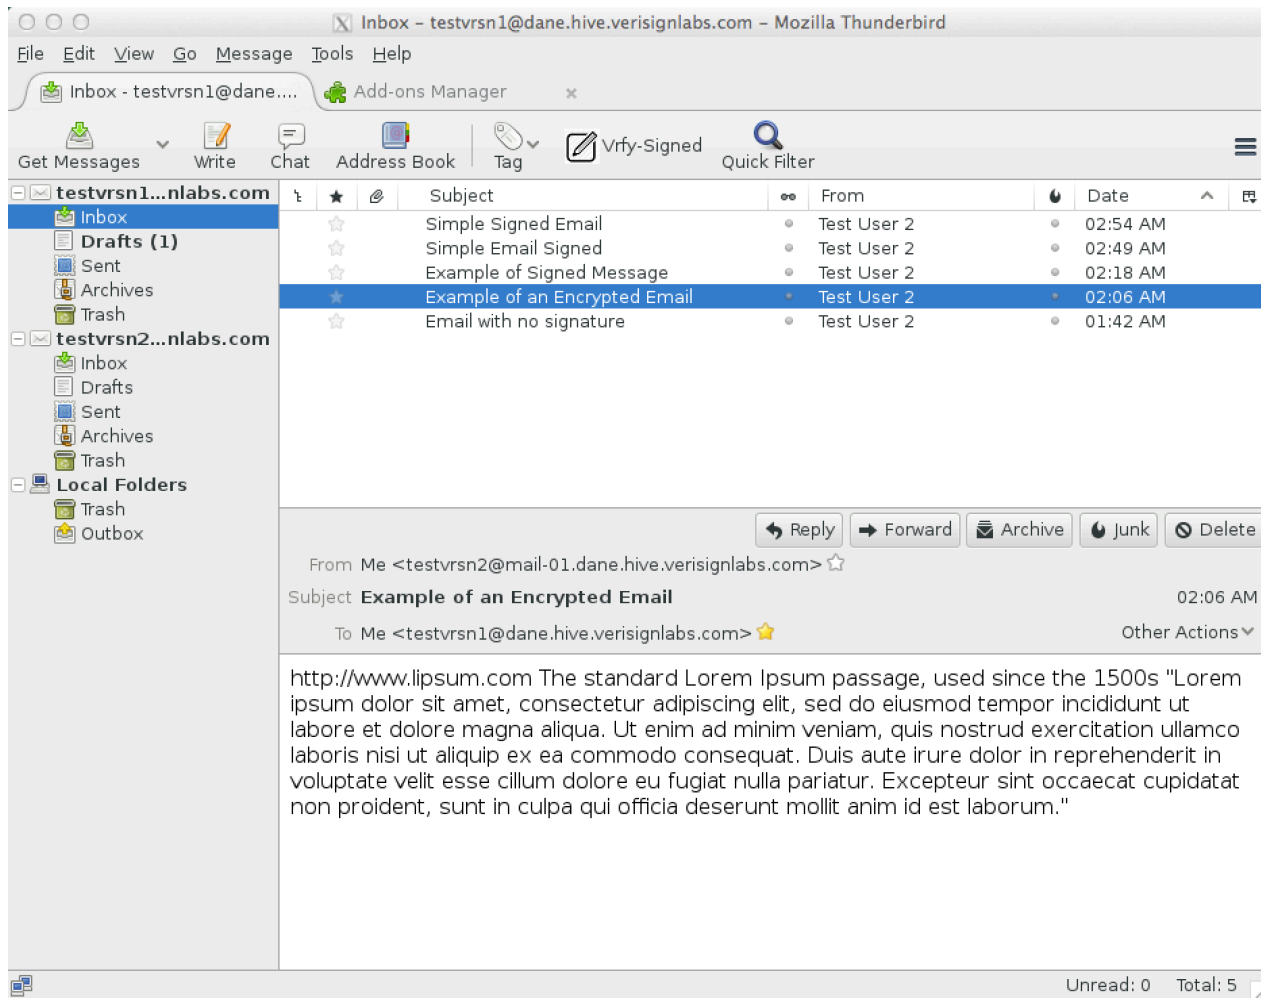 Inbox – testvrsn1@dane.hive.verisignlabs.com – Mozilla Thunderbird
File Edit View Go Message Tools Help
Inbox - testvrsn1@dane.... Add-ons Manager
Get Messages Write Chat Address Book Tag Vrfy-Signed Quick Filter
testvrsn1...nlabs.com
Inbox
Drafts (1)
Sent
Archives
Trash
testvrsn2...nlabs.com
Inbox
Drafts
Sent
Archives
Trash
Local Folders
Trash
Outbox
Subject From Date
Simple Signed Email Test User 2 02:54 AM
Simple Email Signed Test User 2 02:49 AM
Example of Signed Message Test User 2 02:18 AM
Example of an Encrypted Email Test User 2 02:06 AM
Email with no signature Test User 2 01:42 AM
Reply Forward Archive Junk Delete
From Me <testvrsn2@mail-01.dane.hive.verisignlabs.com>
Subject Example of an Encrypted Email 02:06 AM
To Me <testvrsn1@dane.hive.verisignlabs.com> Other Actions
http://www.lipsum.com The standard Lorem Ipsum passage, used since the 1500s "Lorem
ipsum dolor sit amet, consectetur adipiscing elit, sed do eiusmod tempor incididunt ut
labore et dolore magna aliqua. Ut enim ad minim veniam, quis nostrud exercitation ullamco
laboris nisi ut aliquip ex ea commodo consequat. Duis aute irure dolor in reprehenderit in
voluptate velit esse cillum dolore eu fugiat nulla pariatur. Excepteur sint occaecat cupidatat
non proident, sunt in culpa qui officia deserunt mollit anim id est laborum."
Unread: 0 Total: 5